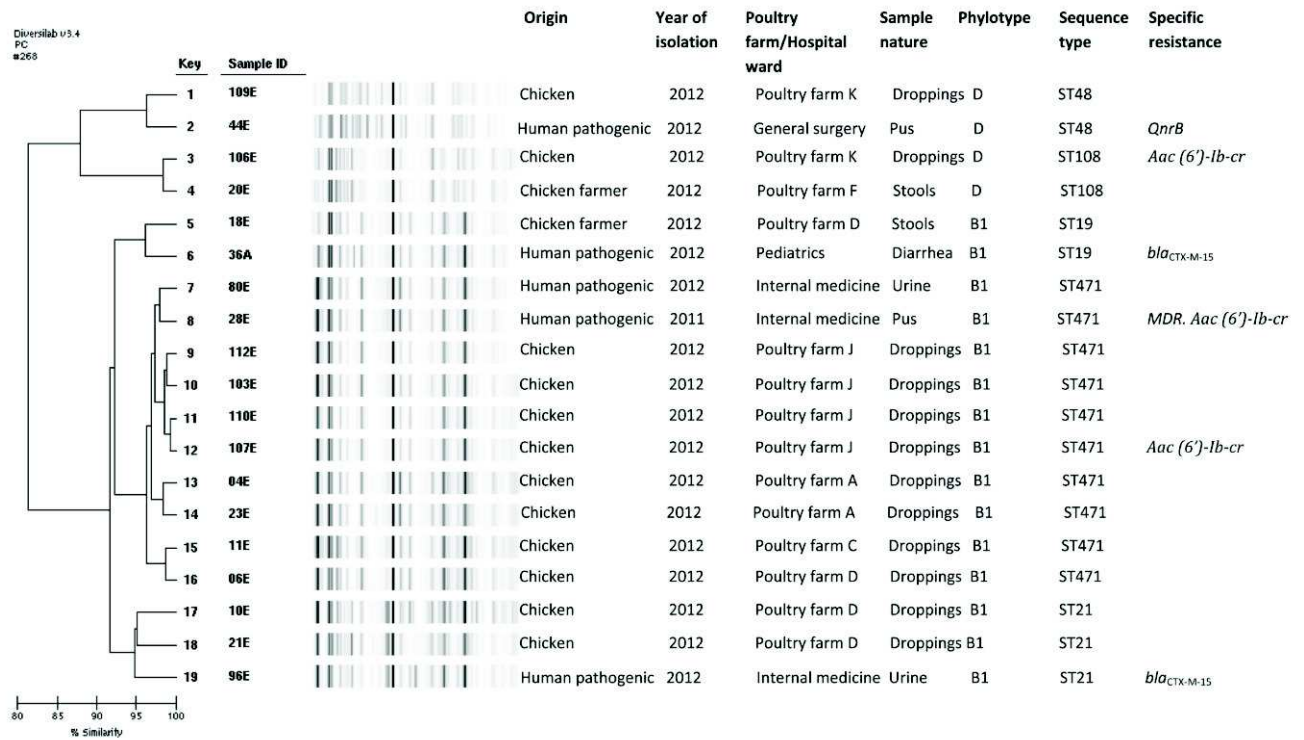 Diversilab v3.4
PC
#268
Origin Year of isolation Poultry farm/Hospital ward Sample nature Phylotype Sequence type Specific resistance
Key Sample ID
1 109E Chicken 2012 Poultry farm K Droppings D ST48
2 44E Human pathogenic 2012 General surgery Pus D ST48 QnrB
3 106E Chicken 2012 Poultry farm K Droppings D ST108 Aac (6')-Ib-cr
4 20E Chicken farmer 2012 Poultry farm F Stools D ST108
5 18E Chicken farmer 2012 Poultry farm D Stools B1 ST19
6 36A Human pathogenic 2012 Pediatrics Diarrhea B1 ST19 blaCTX-M-15
7 80E Human pathogenic 2012 Internal medicine Urine B1 ST471
8 28E Human pathogenic 2011 Internal medicine Pus B1 ST471 MDR. Aac (6')-Ib-cr
9 112E Chicken 2012 Poultry farm J Droppings B1 ST471
10 103E Chicken 2012 Poultry farm J Droppings B1 ST471
11 110E Chicken 2012 Poultry farm J Droppings B1 ST471
12 107E Chicken 2012 Poultry farm J Droppings B1 ST471 Aac (6')-Ib-cr
13 04E Chicken 2012 Poultry farm A Droppings B1 ST471
14 23E Chicken 2012 Poultry farm A Droppings B1 ST471
15 11E Chicken 2012 Poultry farm C Droppings B1 ST471
16 06E Chicken 2012 Poultry farm D Droppings B1 ST471
17 10E Chicken 2012 Poultry farm D Droppings B1 ST21
18 21E Chicken 2012 Poultry farm D Droppings B1 ST21
19 96E Human pathogenic 2012 Internal medicine Urine B1 ST21 blaCTX-M-15
80 85 90 95 100
% Similarity